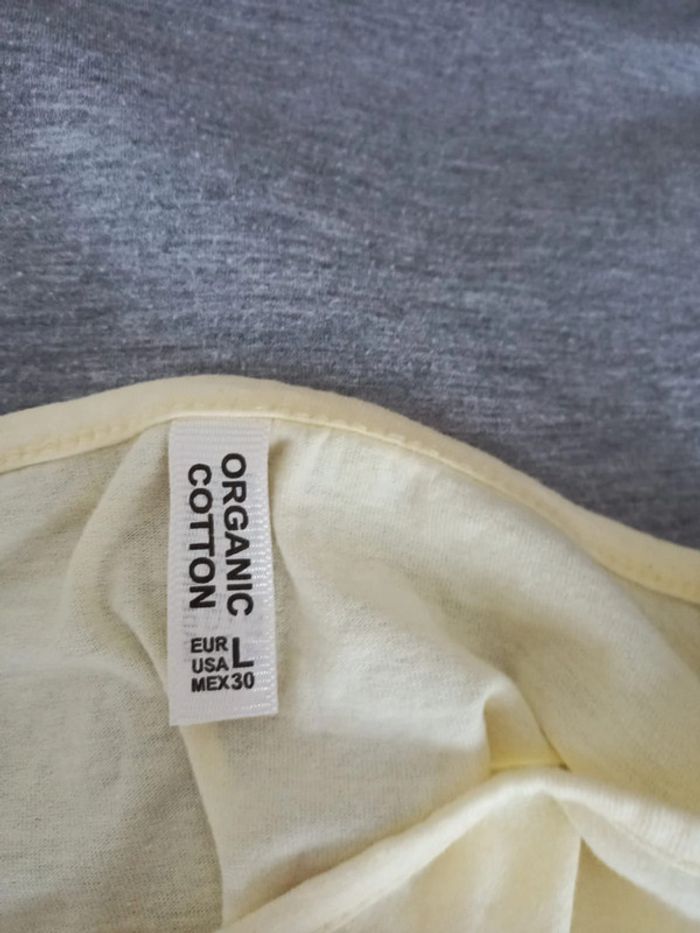 ORGANIC
COTTON
EUR L
USA
MEX 30